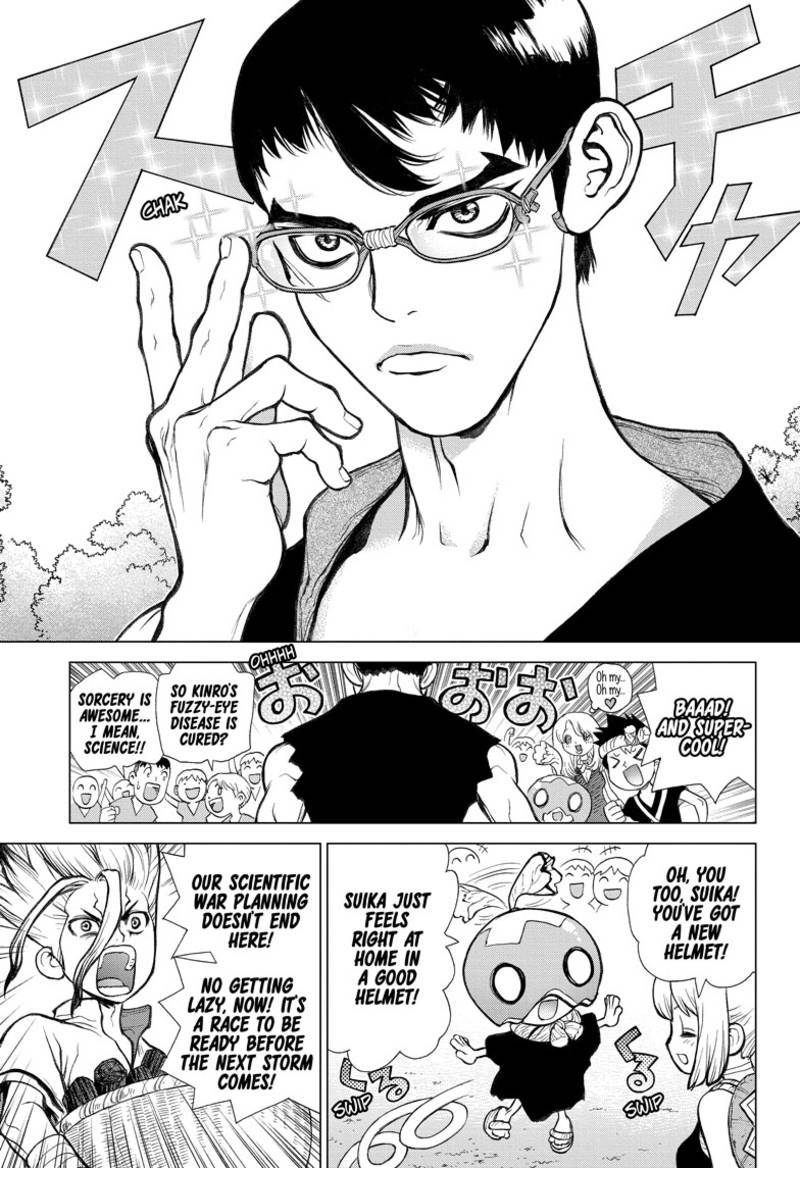 スチャ
CHAK
BAAAD!
AND SUPER-
COOL!
Oh my...
Oh my...
♥
おおお
OHHHH
SO KINRO'S
FUZZY-EYE
DISEASE IS
CURED?
SORCERY IS
AWESOME...
I MEAN,
SCIENCE!!
OH, YOU
TOO, SUIKA!
YOU'VE GOT
A NEW
HELMET!
SUIKA JUST
FEELS
RIGHT AT
HOME IN
A GOOD
HELMET!
くる
SWIP
くる
SWIP
OUR SCIENTIFIC
WAR PLANNING
DOESN'T END
HERE!
NO GETTING
LAZY, NOW! IT'S
A RACE TO BE
READY BEFORE
THE NEXT STORM
COMES!